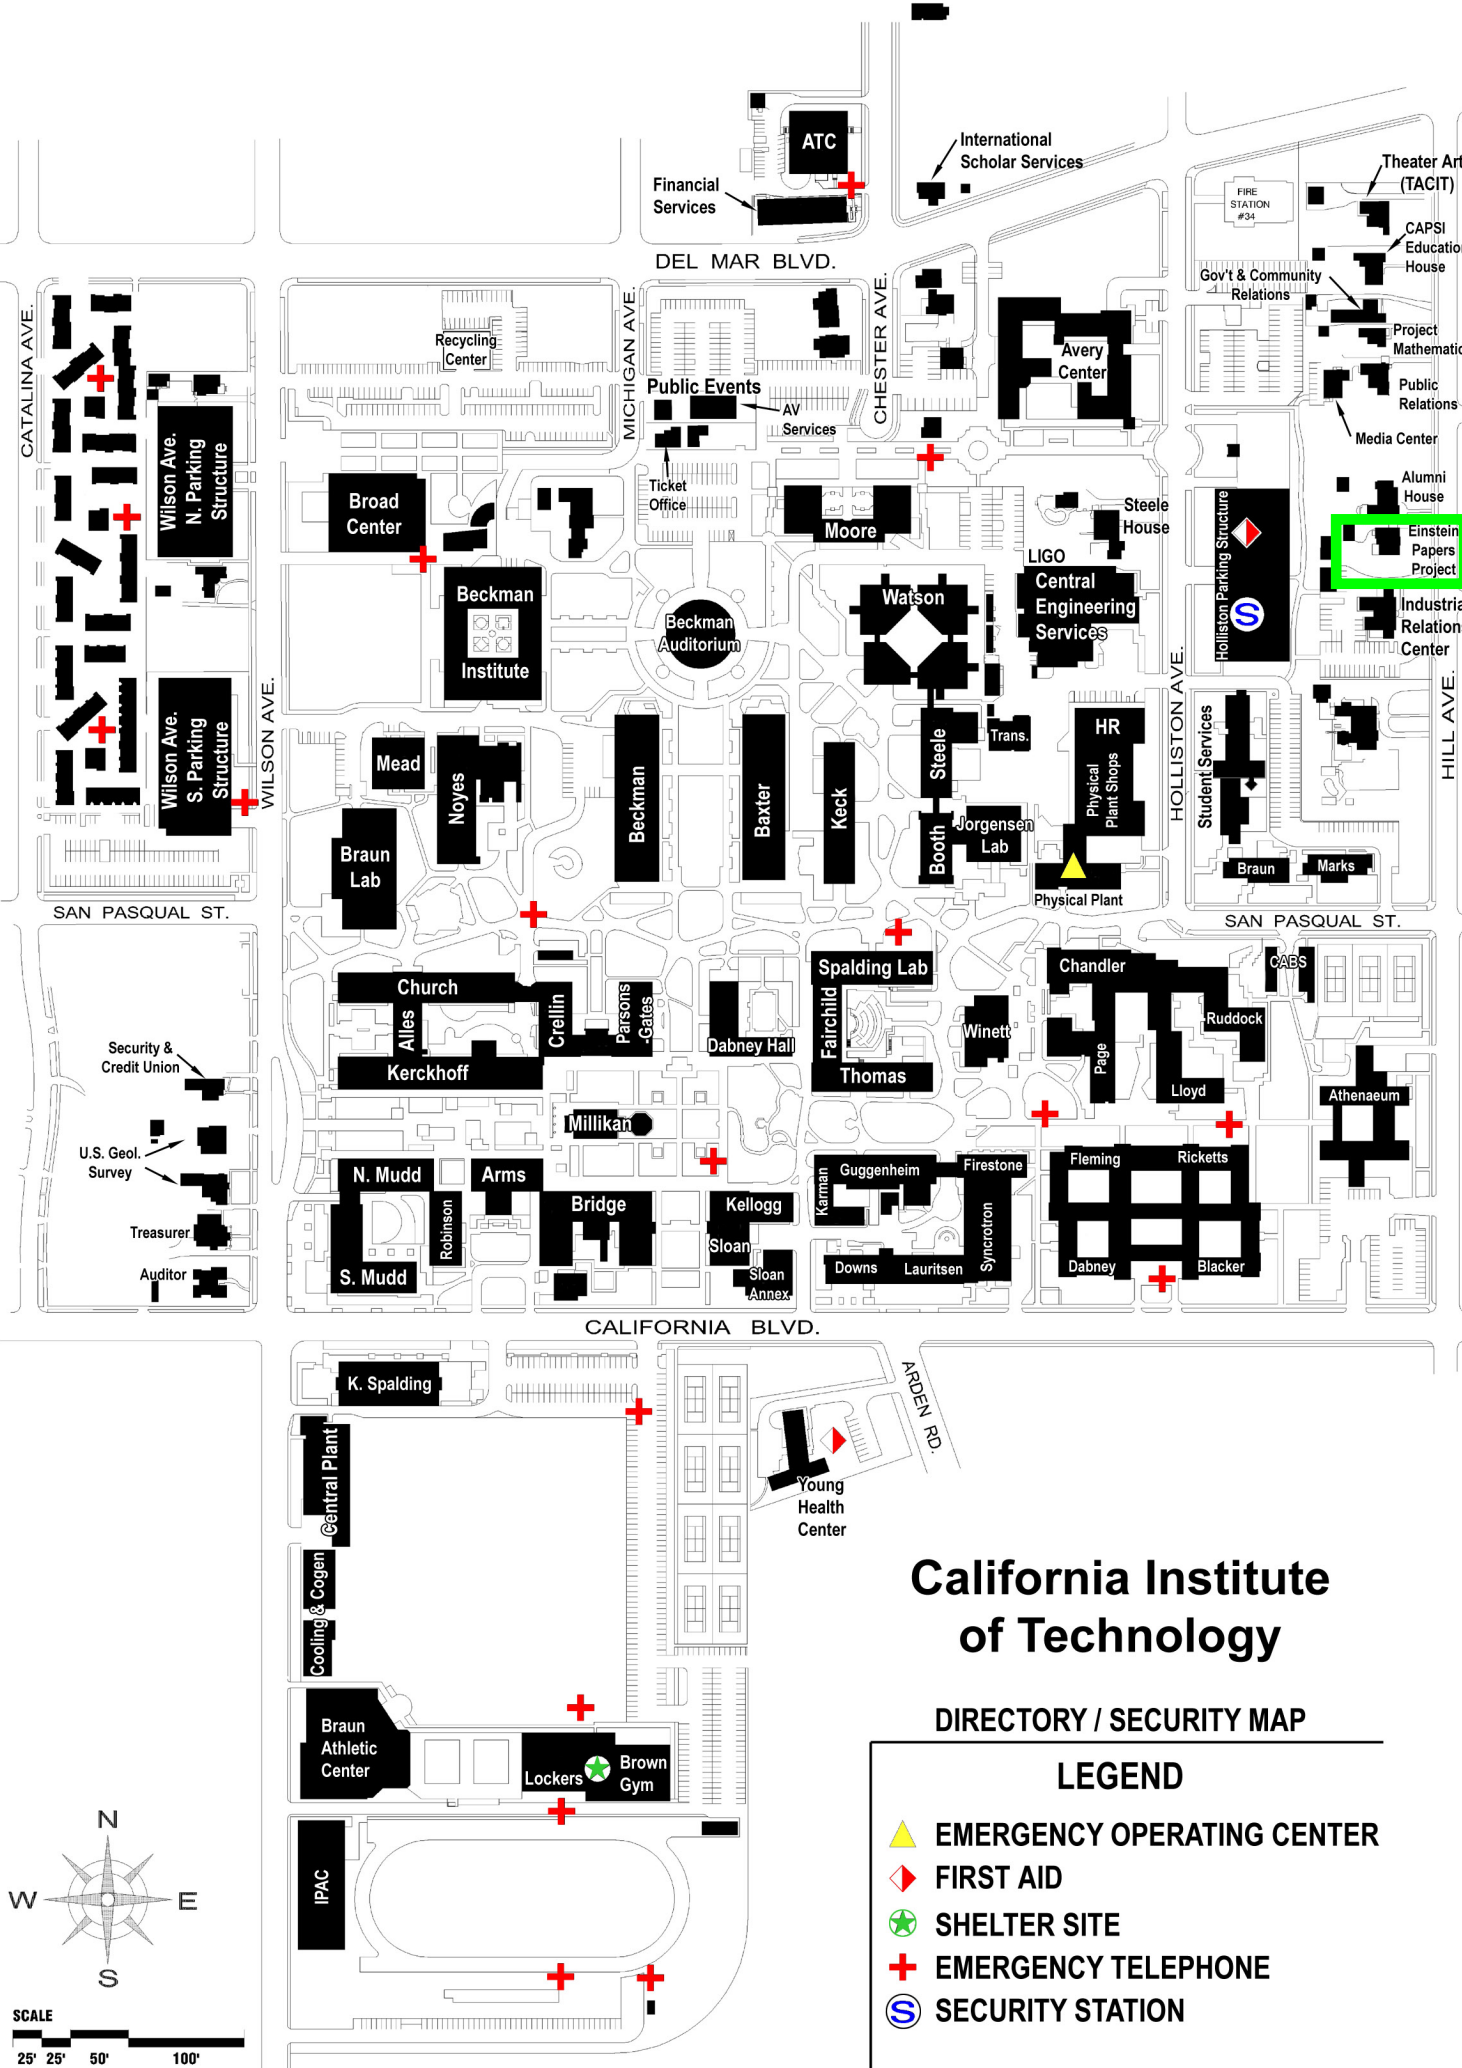 ATC
International
Scholar Services
Financial
Services
FIRE
STATION
#34
Theater Art
(TACIT)
CAPSI
Education
House
DEL MAR BLVD.
Gov't & Community
Relations
CATALINA AVE.
MICHIGAN AVE.
CHESTER AVE.
Recycling
Center
Avery
Center
Project
Mathematic
Public Events
AV
Services
Public
Relations
Media Center
Wilson Ave.
N. Parking
Structure
Broad
Center
Ticket
Office
Moore
Steele
House
Alumni
House
Holliston Parking Structure
Einstein
Papers
Project
LIGO
Central
Engineering
Services
Beckman
Institute
Beckman
Auditorium
Watson
S
Industria
Relation
Center
Wilson Ave.
S. Parking
Structure
WILSON AVE.
HOLLISTON AVE.
HILL AVE.
Mead
Noyes
Beckman
Baxter
Keck
Steele
Trans.
HR
Physical
Plant Shops
Student Services
Braun
Lab
Booth
Jorgensen
Lab
Physical Plant
Braun
Marks
SAN PASQUAL ST.
SAN PASQUAL ST.
Church
Alles
Crellin
Parsons
-Gates
Kerckhoff
Dabney Hall
Spalding Lab
Fairchild
Thomas
Winett
Chandler
Page
Lloyd
Ruddock
CABS
Athenaeum
Security &
Credit Union
U.S. Geol.
Survey
Treasurer
Auditor
Millikan
N. Mudd
Arms
Robinson
S. Mudd
Bridge
Kellogg
Sloan
Sloan
Annex
Karman
Guggenheim
Firestone
Syncrotron
Downs
Lauritsen
Fleming
Ricketts
Dabney
Blacker
CALIFORNIA BLVD.
K. Spalding
ARDEN RD.
Central Plant
Young
Health
Center
Cooling & Cogen
Braun
Athletic
Center
Lockers
Brown
Gym
IPAC
California Institute
of Technology
DIRECTORY / SECURITY MAP
LEGEND
EMERGENCY OPERATING CENTER
FIRST AID
SHELTER SITE
EMERGENCY TELEPHONE
S SECURITY STATION
N
W
E
S
SCALE
25' 25' 50' 100'